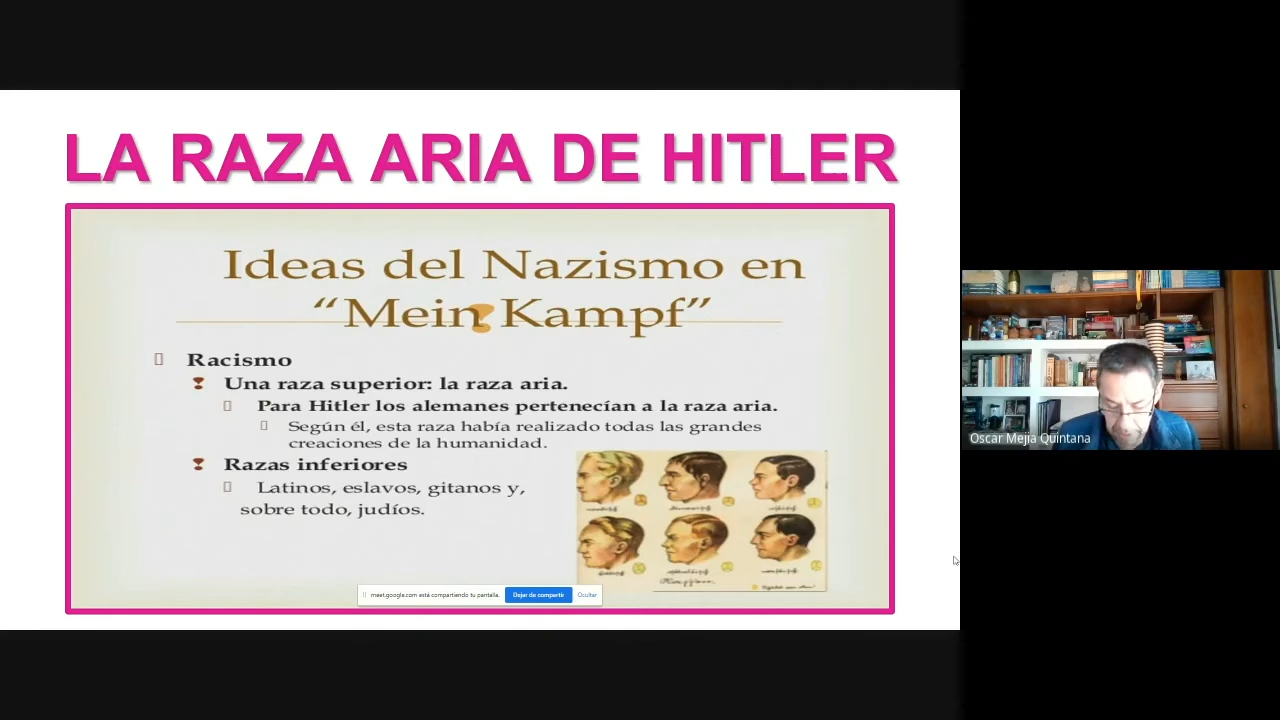 LA RAZA ARIA DE HITLER
Ideas del Nazismo en
“Mein Kampf”
Racismo
Una raza superior: la raza aria.
Para Hitler los alemanes pertenecían a la raza aria.
Según él, esta raza había realizado todas las grandes
creaciones de la humanidad.
Razas inferiores
Latinos, eslavos, gitanos y,
sobre todo, judíos.
meet.google.com está compartiendo tu pantalla.
Dejar de compartir
Ocultar
Oscar Mejia Quintana